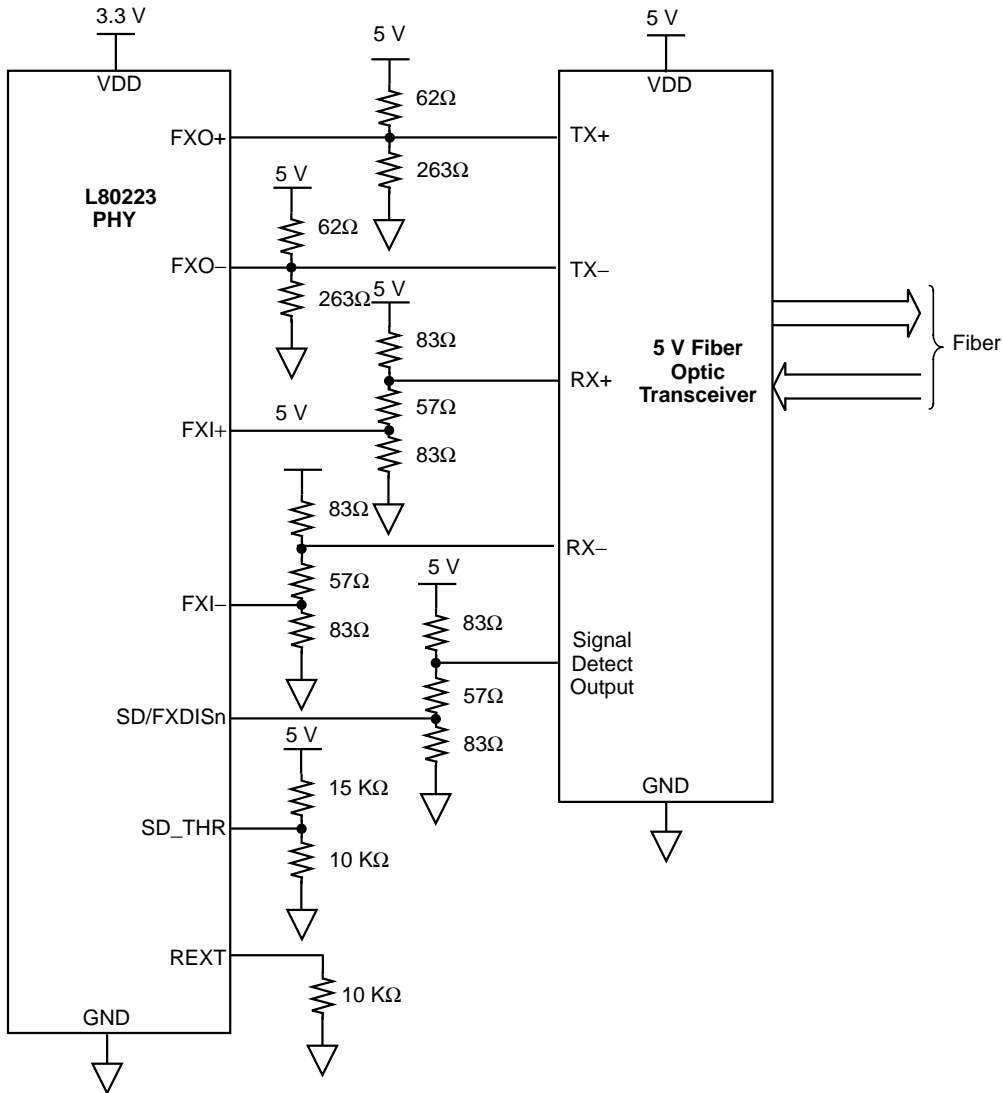 3.3 V
5 V
5 V
VDD
VDD
62Ω
FXO+
TX+
263Ω
L80223
PHY
5 V
62Ω
FXO−
TX−
263Ω
5 V
83Ω
5 V Fiber
Optic
Transceiver
Fiber
RX+
57Ω
5 V
FXI+
83Ω
83Ω
RX−
57Ω
5 V
FXI−
83Ω
83Ω
Signal
Detect
Output
57Ω
SD/FXDISn
5 V
83Ω
15 KΩ
GND
SD_THR
10 KΩ
REXT
10 KΩ
GND